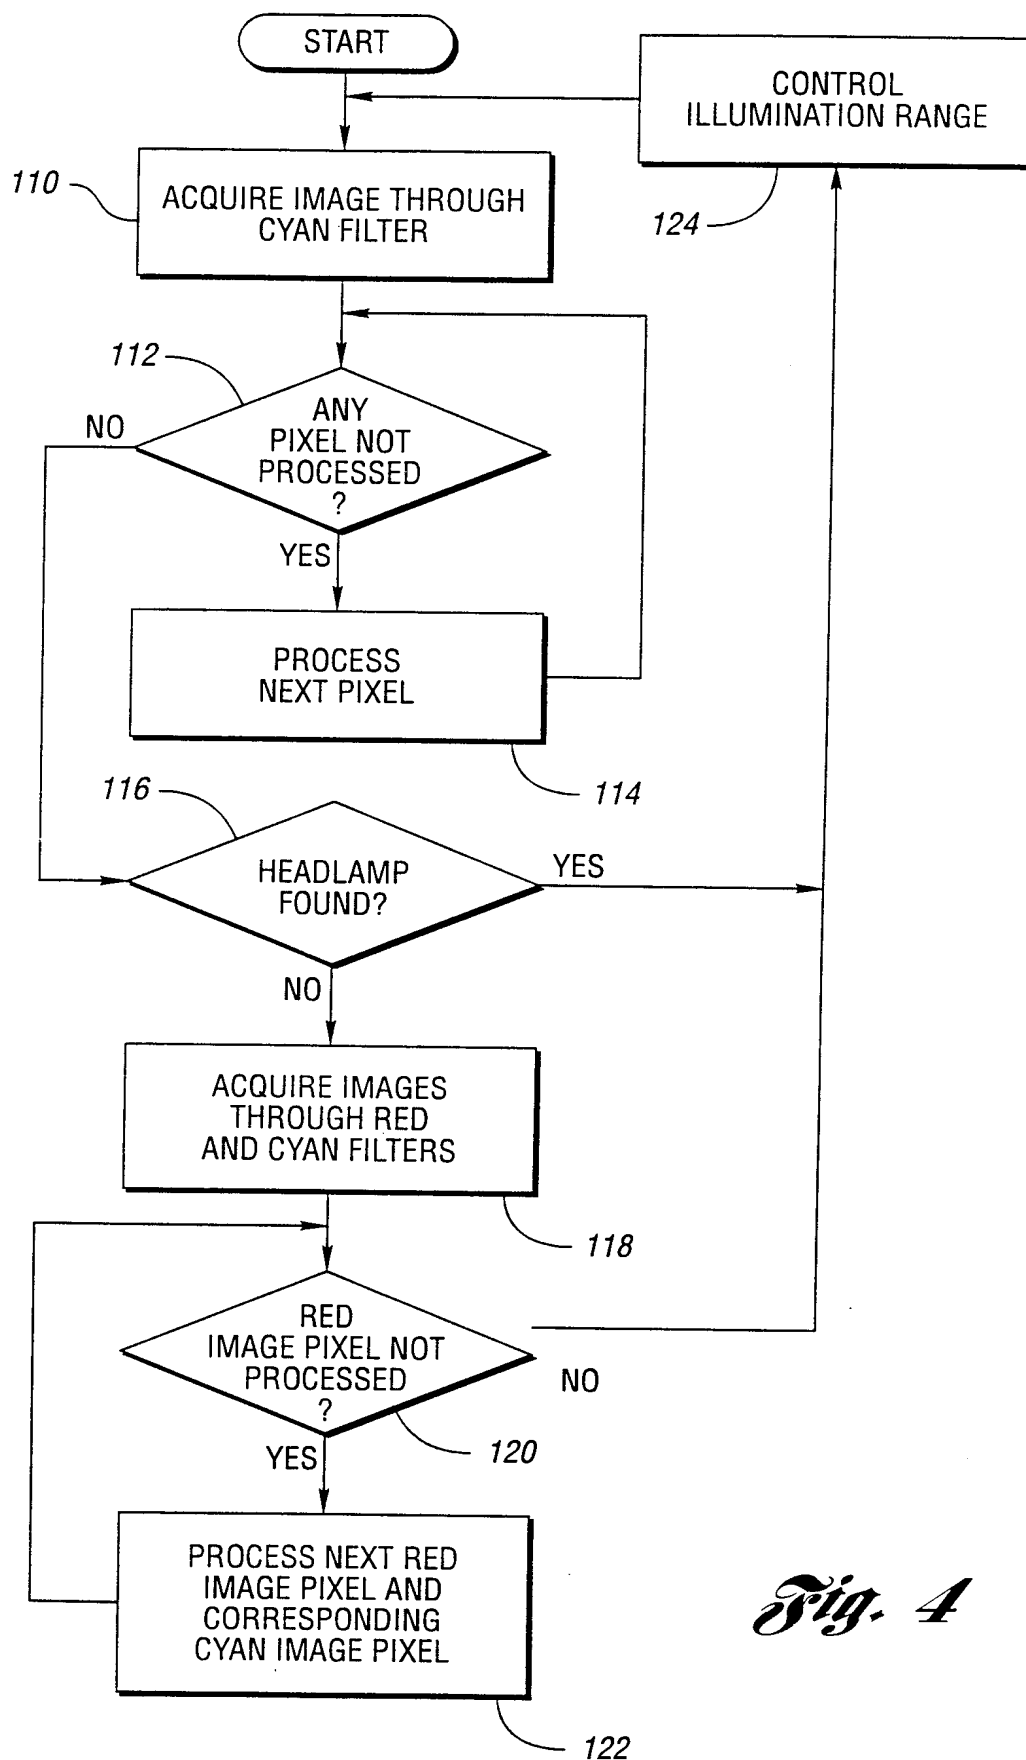 START
CONTROL
ILLUMINATION RANGE
124
110
ACQUIRE IMAGE THROUGH
CYAN FILTER
112
NO
ANY
PIXEL NOT
PROCESSED
?
YES
PROCESS
NEXT PIXEL
114
116
HEADLAMP
FOUND?
YES
NO
ACQUIRE IMAGES
THROUGH RED
AND CYAN FILTERS
118
RED
IMAGE PIXEL NOT
PROCESSED
?
NO
120
YES
PROCESS NEXT RED
IMAGE PIXEL AND
CORRESPONDING
CYAN IMAGE PIXEL
122
Fig. 4